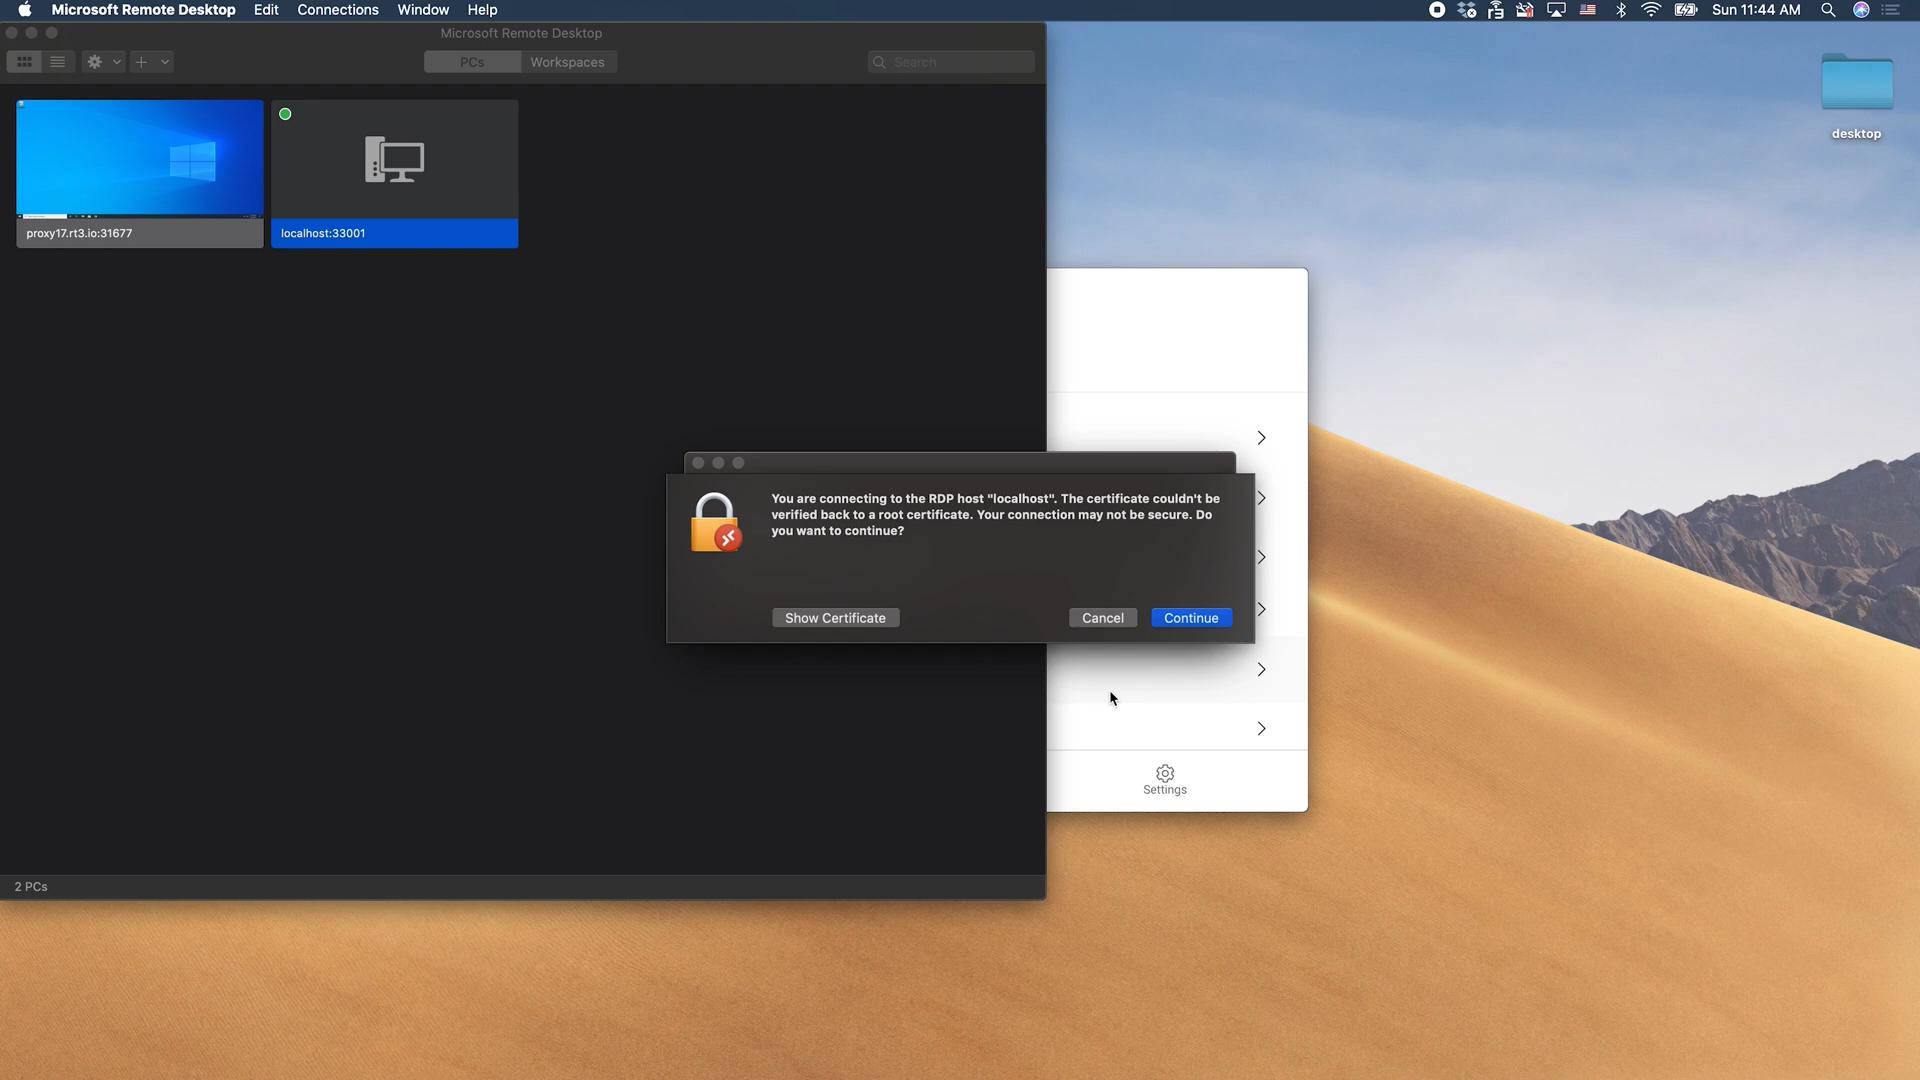 Microsoft Remote Desktop Edit Connections Window Help Sun 11:44 AM
Microsoft Remote Desktop
PCs Workspaces Search
desktop
proxy17.rt3.io:31677 localhost:33001
You are connecting to the RDP host "localhost". The certificate couldn't be
verified back to a root certificate. Your connection may not be secure. Do
you want to continue?
Show Certificate Cancel Continue
Settings
2 PCs